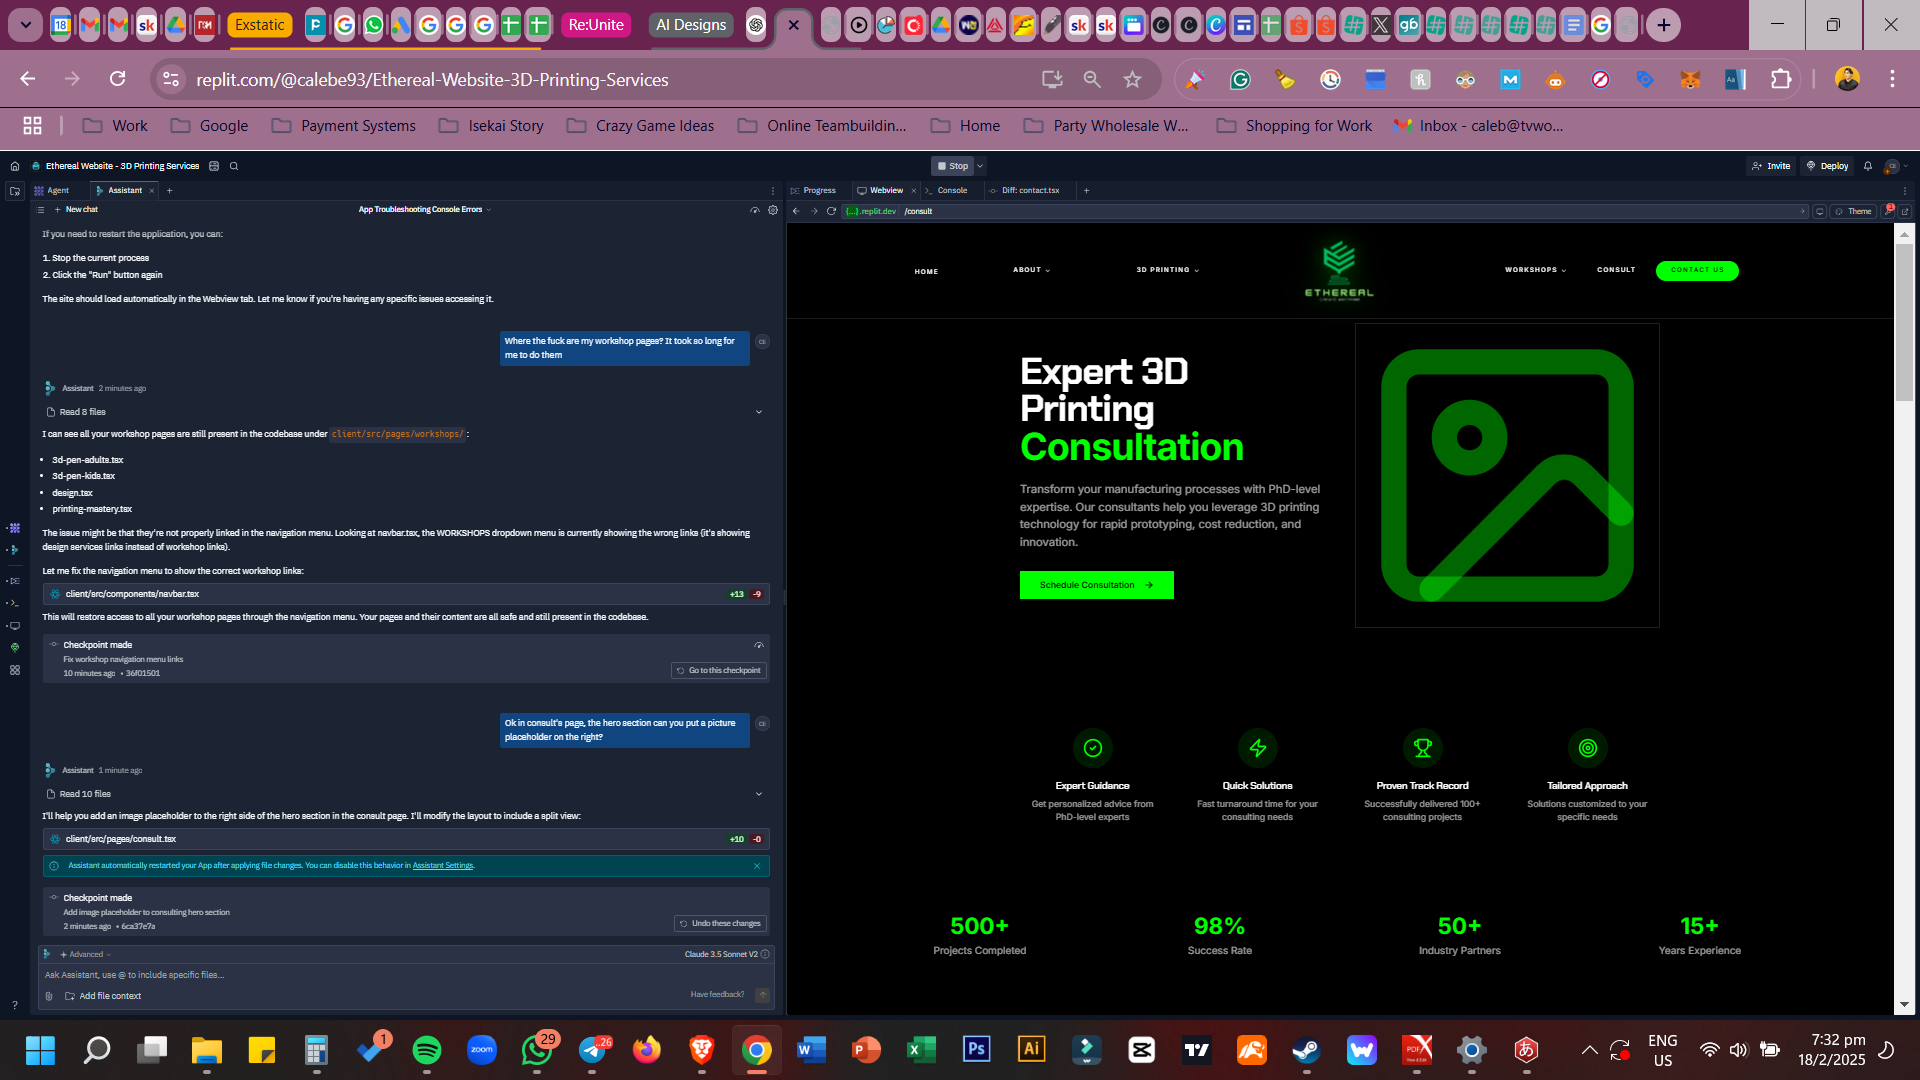 Exstatic
Re:Unite
AI Designs
replit.com/@calebe93/Ethereal-Website-3D-Printing-Services
Work
Google
Payment Systems
Isekai Story
Crazy Game Ideas
Online Teambuildin...
Home
Party Wholesale W...
Shopping for Work
Inbox - caleb@tvwo...
Ethereal Website - 3D Printing Services
Stop
Invite
Deploy
Agent
Assistant
Progress
Webview
Console
Diff: contact.tsx
New chat
App Troubleshooting Console Errors
{...}.replit.dev
/consult
Theme
If you need to restart the application, you can:
1. Stop the current process
2. Click the "Run" button again
The site should load automatically in the Webview tab. Let me know if you're having any specific issues accessing it.
Where the fuck are my workshop pages? It took so long for
me to do them
CE
Assistant 2 minutes ago
Read 8 files
I can see all your workshop pages are still present in the codebase under client/src/pages/workshops/ :
• 3d-pen-adults.tsx
• 3d-pen-kids.tsx
• design.tsx
• printing-mastery.tsx
The issue might be that they're not properly linked in the navigation menu. Looking at navbar.tsx, the WORKSHOPS dropdown menu is currently showing the wrong links (it's showing
design services links instead of workshop links).
Let me fix the navigation menu to show the correct workshop links:
client/src/components/navbar.tsx +13 -9
This will restore access to all your workshop pages through the navigation menu. Your pages and their content are all safe and still present in the codebase.
Checkpoint made
Fix workshop navigation menu links
10 minutes ago • 36f01501
Go to this checkpoint
Ok in consult's page, the hero section can you put a picture
placeholder on the right?
CE
Assistant 1 minute ago
Read 10 files
I'll help you add an image placeholder to the right side of the hero section in the consult page. I'll modify the layout to include a split view:
client/src/pages/consult.tsx +10 -0
Assistant automatically restarted your App after applying file changes. You can disable this behavior in Assistant Settings.
Checkpoint made
Add image placeholder to consulting hero section
2 minutes ago • 6ca37e7a
Undo these changes
Advanced
Claude 3.5 Sonnet V2
Ask Assistant, use @ to include specific files...
Add file context
Have feedback?
HOME
ABOUT
3D PRINTING
ETHEREAL
WORKSHOPS
CONSULT
CONTACT US
Expert 3D
Printing
Consultation
Transform your manufacturing processes with PhD-level
expertise. Our consultants help you leverage 3D printing
technology for rapid prototyping, cost reduction, and
innovation.
Schedule Consultation →
Expert Guidance
Get personalized advice from
PhD-level experts
Quick Solutions
Fast turnaround time for your
consulting needs
Proven Track Record
Successfully delivered 100+
consulting projects
Tailored Approach
Solutions customized to your
specific needs
500+
Projects Completed
98%
Success Rate
50+
Industry Partners
15+
Years Experience
1
zoom
29
..26
ENG
US
7:32 pm
18/2/2025